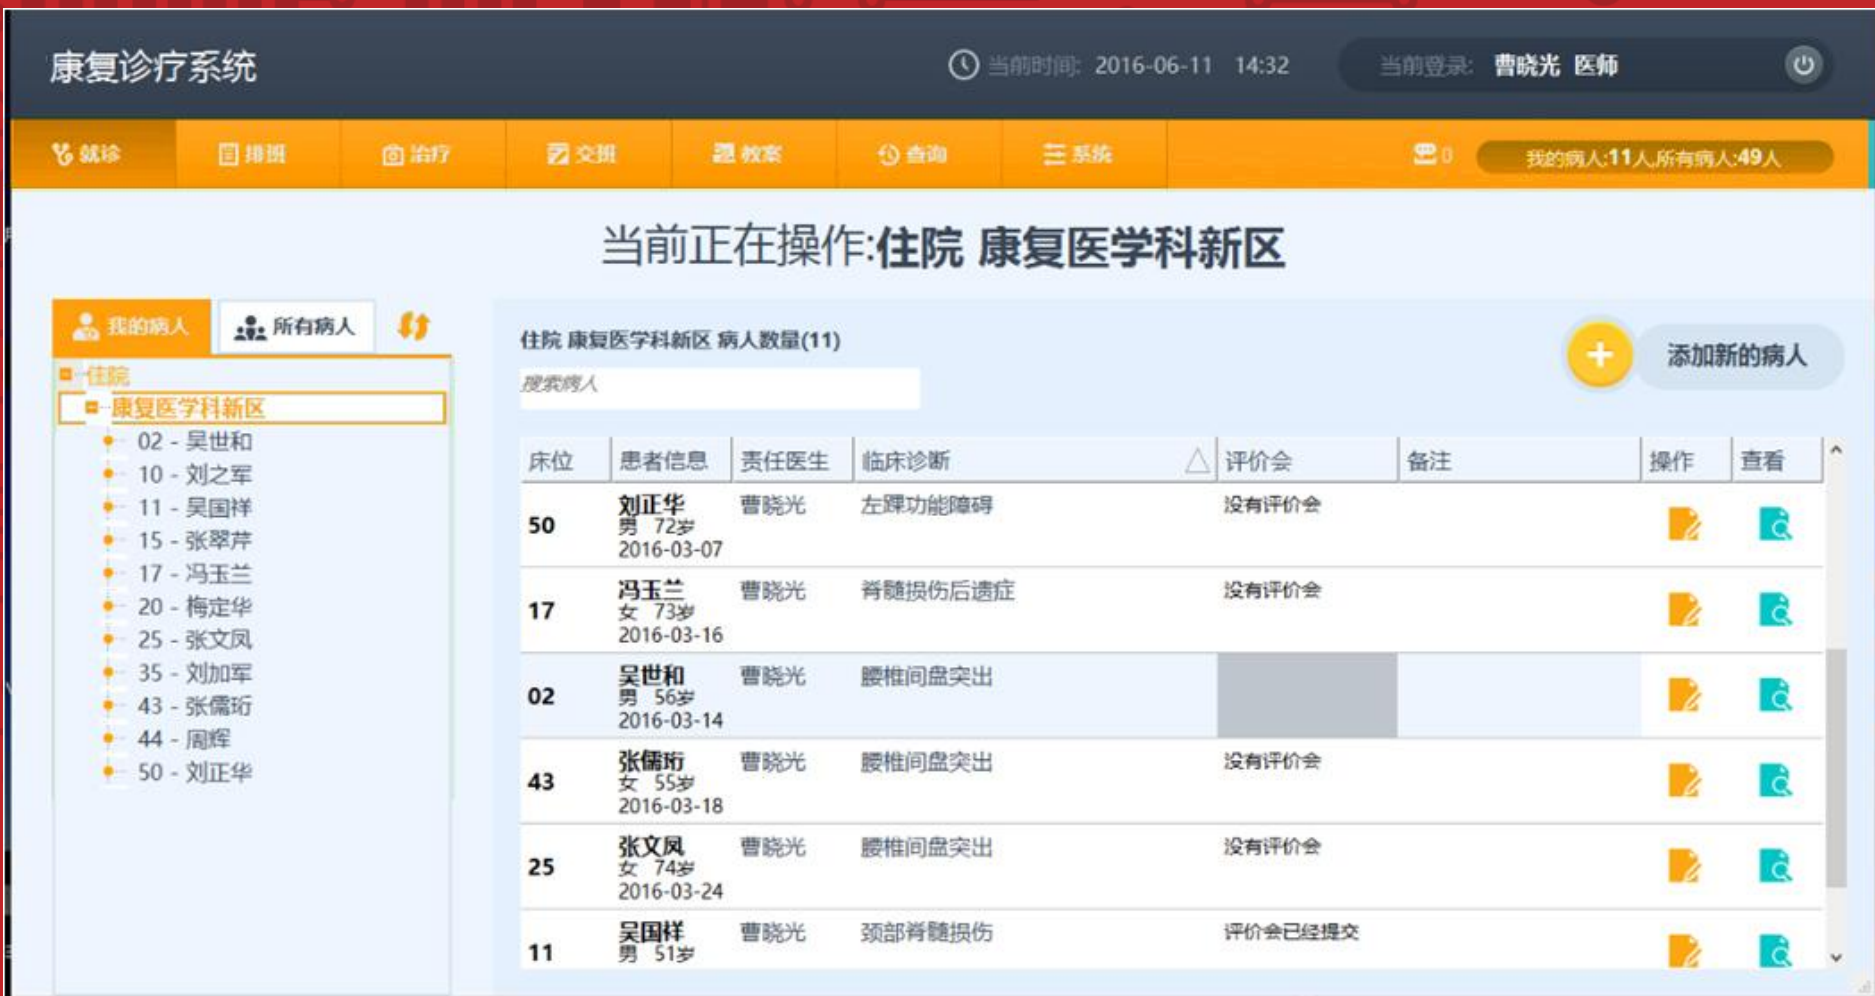 康复诊疗系统
当前时间: 2016-06-11 14:32
当前登录: 曹晓光 医师
就诊 排班 治疗 交班 教案 查询 系统 0 我的病人:11人,所有病人:49人
当前正在操作:住院 康复医学科新区
我的病人 所有病人
住院
康复医学科新区
02 - 吴世和
10 - 刘之军
11 - 吴国祥
15 - 张翠芹
17 - 冯玉兰
20 - 梅定华
25 - 张文凤
35 - 刘加军
43 - 张儒珩
44 - 周辉
50 - 刘正华
住院 康复医学科新区 病人数量(11)
搜索病人
添加新的病人
床位 患者信息 责任医生 临床诊断 评价会 备注 操作 查看
50 刘正华 曹晓光 左踝功能障碍 没有评价会
男 72岁
2016-03-07
17 冯玉兰 曹晓光 脊髓损伤后遗症 没有评价会
女 73岁
2016-03-16
02 吴世和 曹晓光 腰椎间盘突出
男 56岁
2016-03-14
43 张儒珩 曹晓光 腰椎间盘突出 没有评价会
女 55岁
2016-03-18
25 张文凤 曹晓光 腰椎间盘突出 没有评价会
女 74岁
2016-03-24
11 吴国祥 曹晓光 颈部脊髓损伤 评价会已经提交
男 51岁